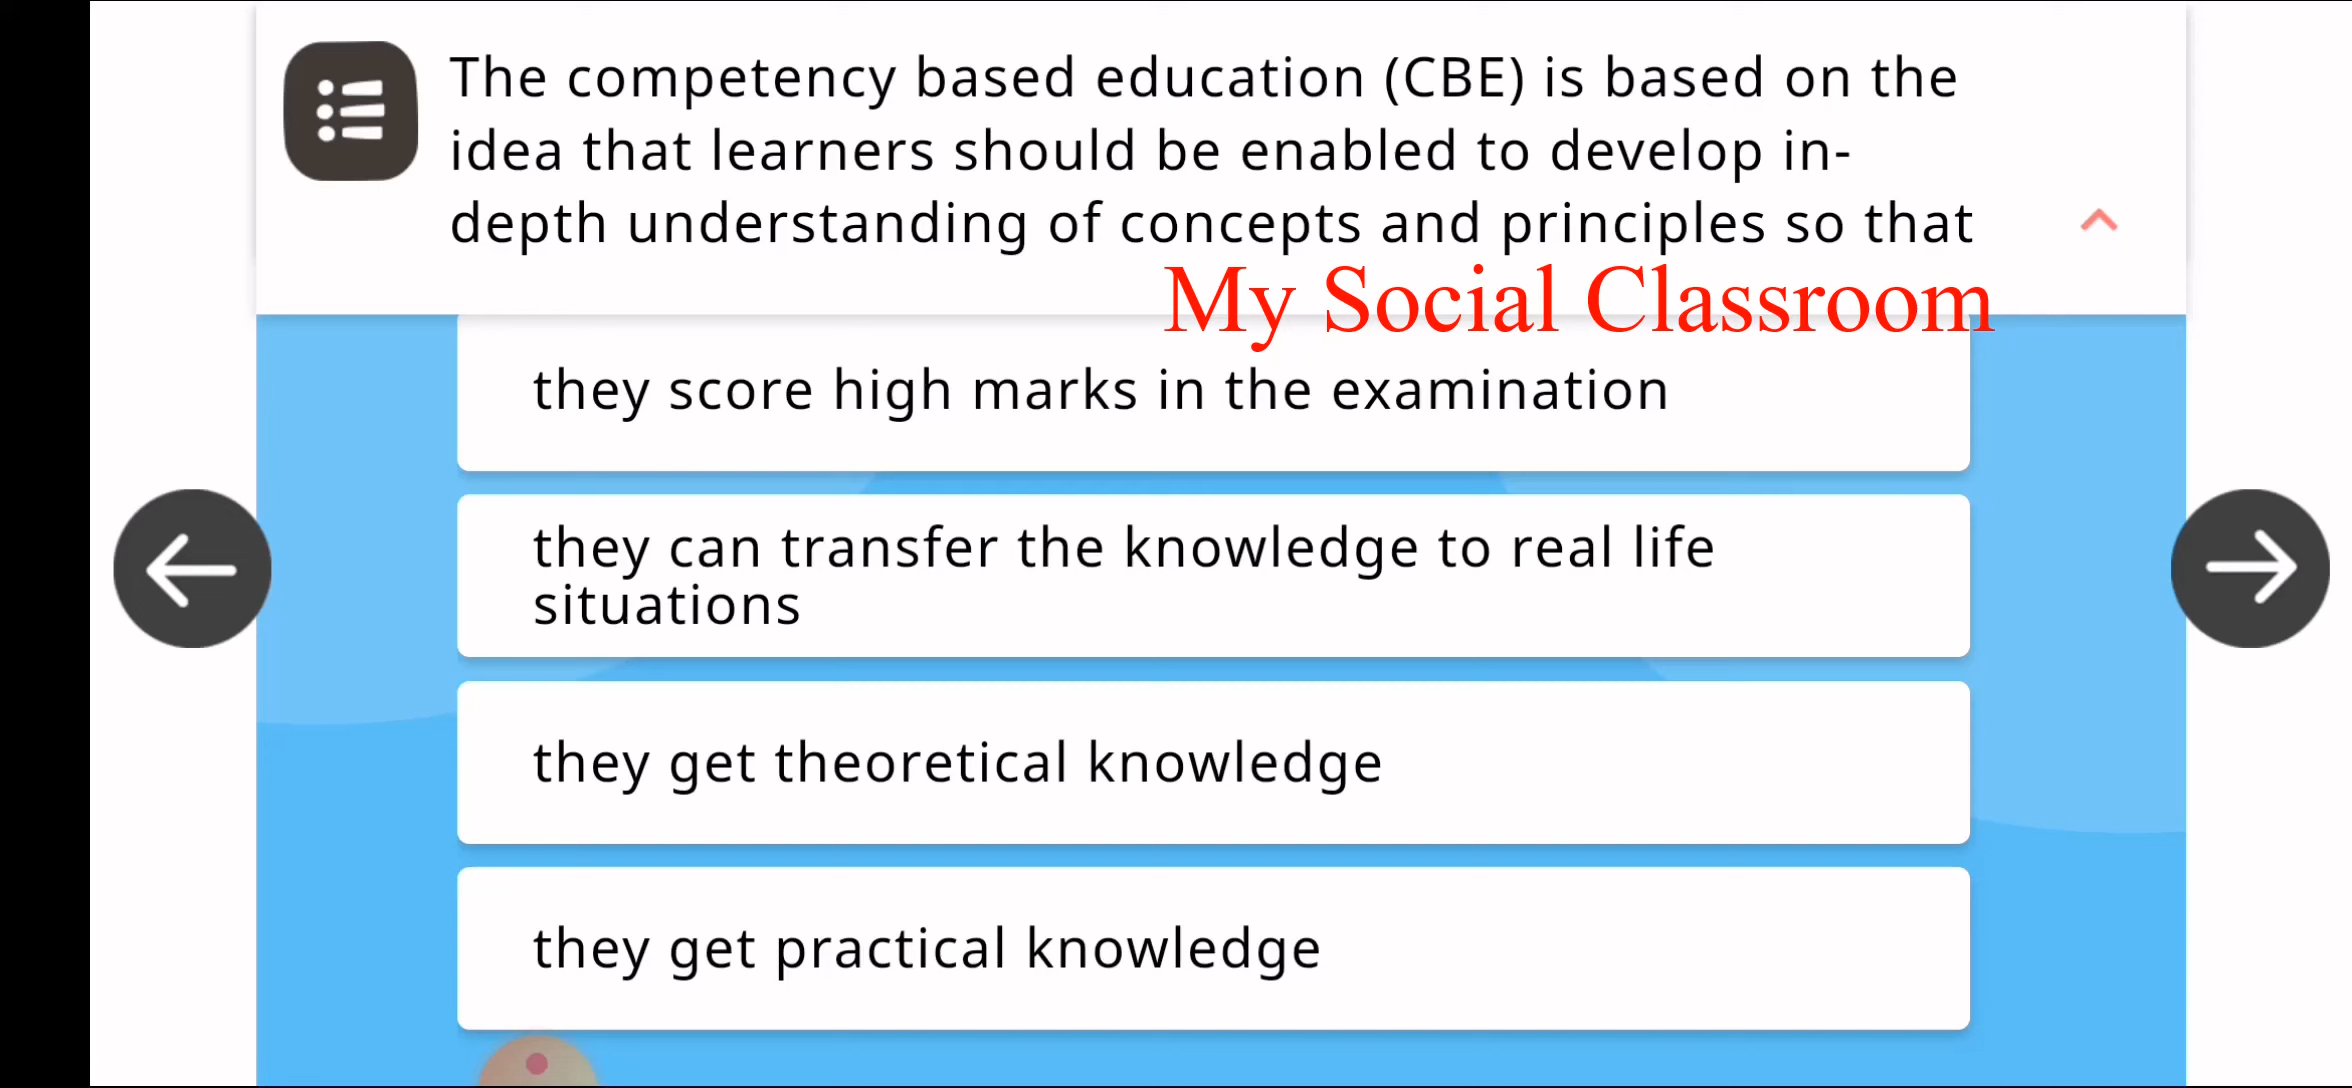 The competency based education (CBE) is based on the
idea that learners should be enabled to develop in-
depth understanding of concepts and principles so that
My Social Classroom
they score high marks in the examination
they can transfer the knowledge to real life
situations
they get theoretical knowledge
they get practical knowledge